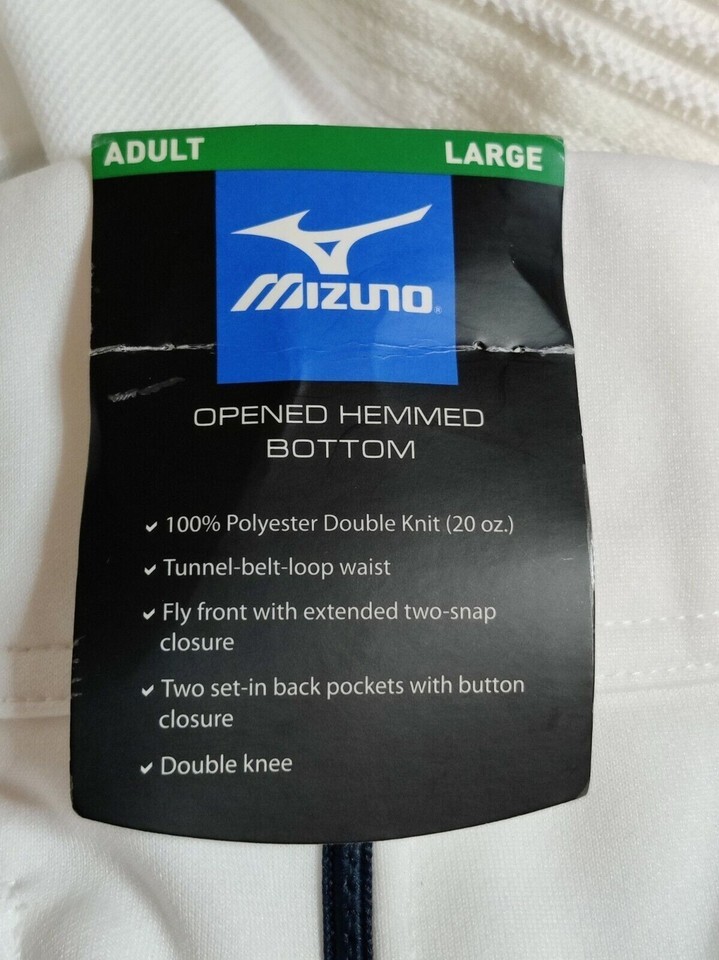 ADULT LARGE
MIZUNO®
OPENED HEMMED
BOTTOM
✓ 100% Polyester Double Knit (20 oz.)
✓ Tunnel-belt-loop waist
✓ Fly front with extended two-snap
closure
✓ Two set-in back pockets with button
closure
✓ Double knee